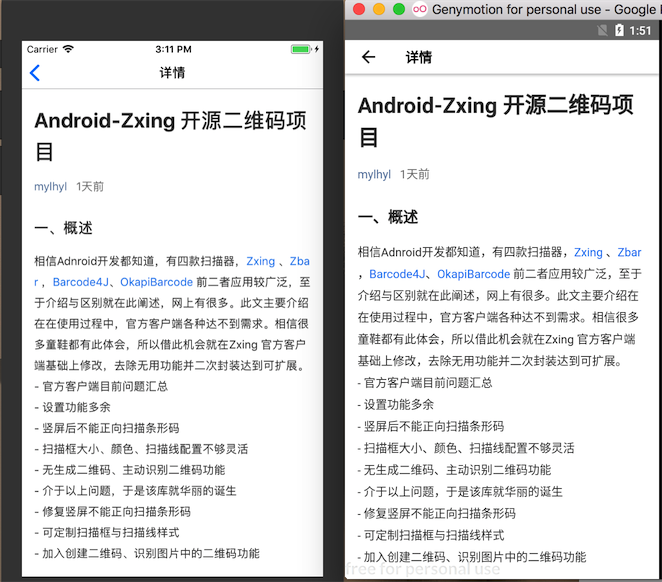 Carrier
3:11 PM
详情
Android-Zxing 开源二维码项
目
mylhyl 1天前
一、概述
相信Adnroid开发都知道，有四款扫描器，Zxing 、Zba
r ，Barcode4J、OkapiBarcode 前二者应用较广泛，至
于介绍与区别就在此阐述，网上有很多。此文主要介绍
在在使用过程中，官方客户端各种达不到需求。相信很
多童鞋都有此体会，所以借此机会就在Zxing 官方客户
端基础上修改，去除无用功能并二次封装达到可扩展。
- 官方客户端目前问题汇总
- 设置功能多余
- 竖屏后不能正向扫描条形码
- 扫描框大小、颜色、扫描线配置不够灵活
- 无生成二维码、主动识别二维码功能
- 介于以上问题，于是该库就华丽的诞生
- 修复竖屏不能正向扫描条形码
- 可定制扫描框与扫描线样式
- 加入创建二维码、识别图片中的二维码功能
Genymotion for personal use - Google
1:51
详情
Android-Zxing 开源二维码项
目
mylhyl 1天前
一、概述
相信Adnroid开发都知道，有四款扫描器，Zxing 、Zbar
，Barcode4J、OkapiBarcode 前二者应用较广泛，至于
介绍与区别就在此阐述，网上有很多。此文主要介绍在
在使用过程中，官方客户端各种达不到需求。相信很多
童鞋都有此体会，所以借此机会就在Zxing 官方客户端
基础上修改，去除无用功能并二次封装达到可扩展。
- 官方客户端目前问题汇总
- 设置功能多余
- 竖屏后不能正向扫描条形码
- 扫描框大小、颜色、扫描线配置不够灵活
- 无生成二维码、主动识别二维码功能
- 介于以上问题，于是该库就华丽的诞生
- 修复竖屏不能正向扫描条形码
- 可定制扫描框与扫描线样式
- 加入创建二维码、识别图片中的二维码功能
free for personal use